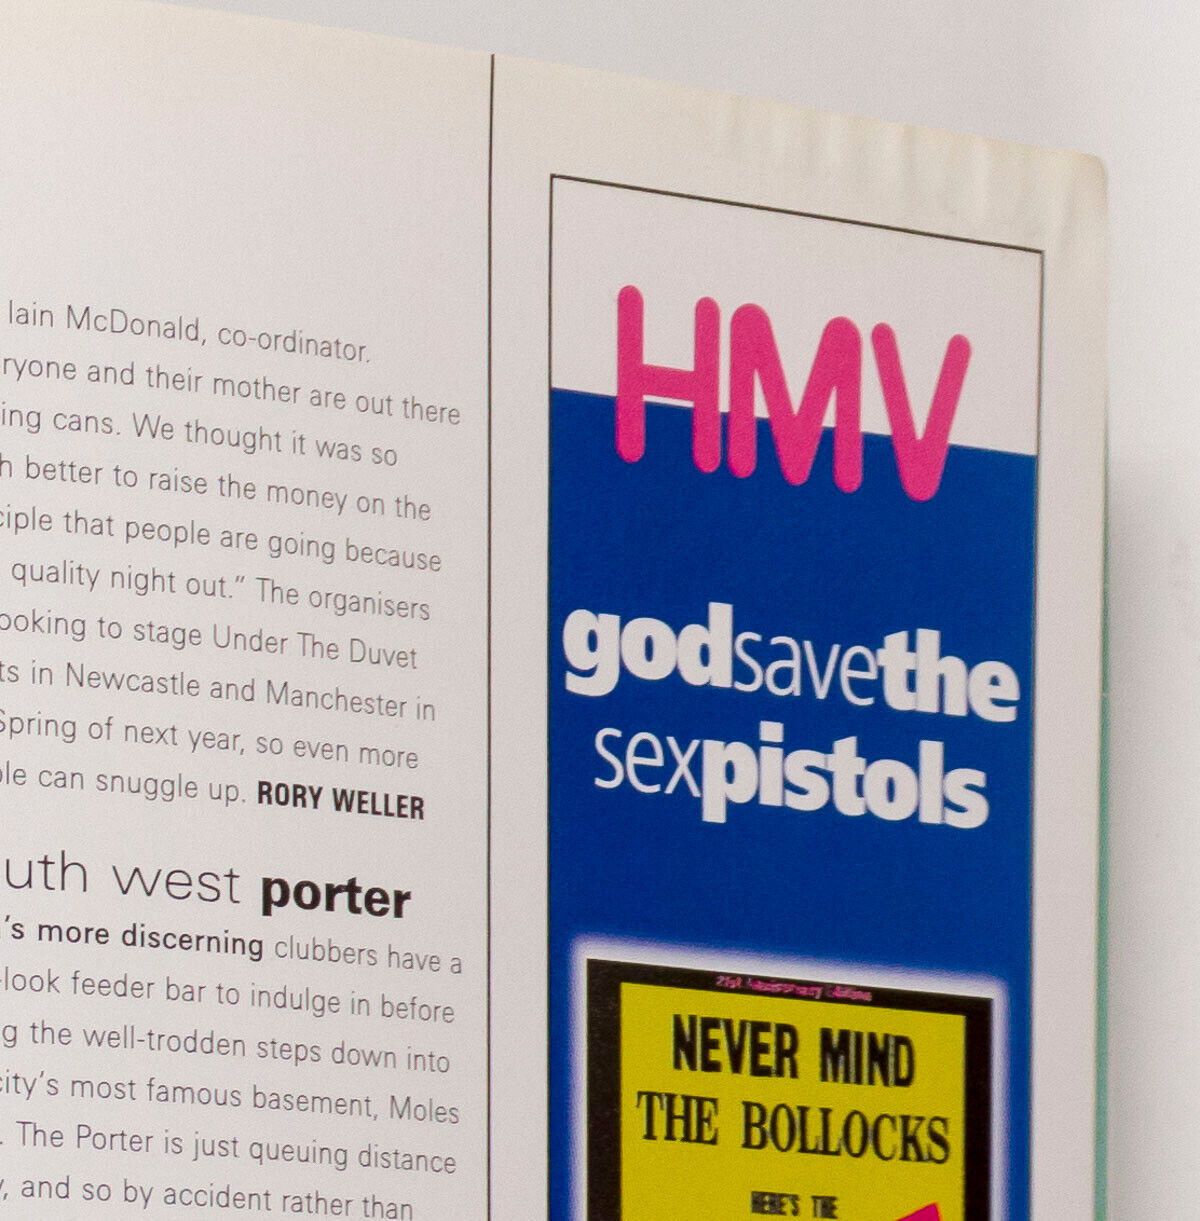 Iain McDonald, co-ordinator.
ryone and their mother are out there
ing cans. We thought it was so
h better to raise the money on the
ciple that people are going because
quality night out.” The organisers
ooking to stage Under The Duvet
ts in Newcastle and Manchester in
Spring of next year, so even more
ple can snuggle up. RORY WELLER
uth west porter
's more discerning clubbers have a
-look feeder bar to indulge in before
g the well-trodden steps down into
city's most famous basement, Moles
. The Porter is just queuing distance
, and so by accident rather than
HMV
godsavethe
sexpistols
21st Anniversary Edition
NEVER MIND
THE BOLLOCKS
HERE'S THE